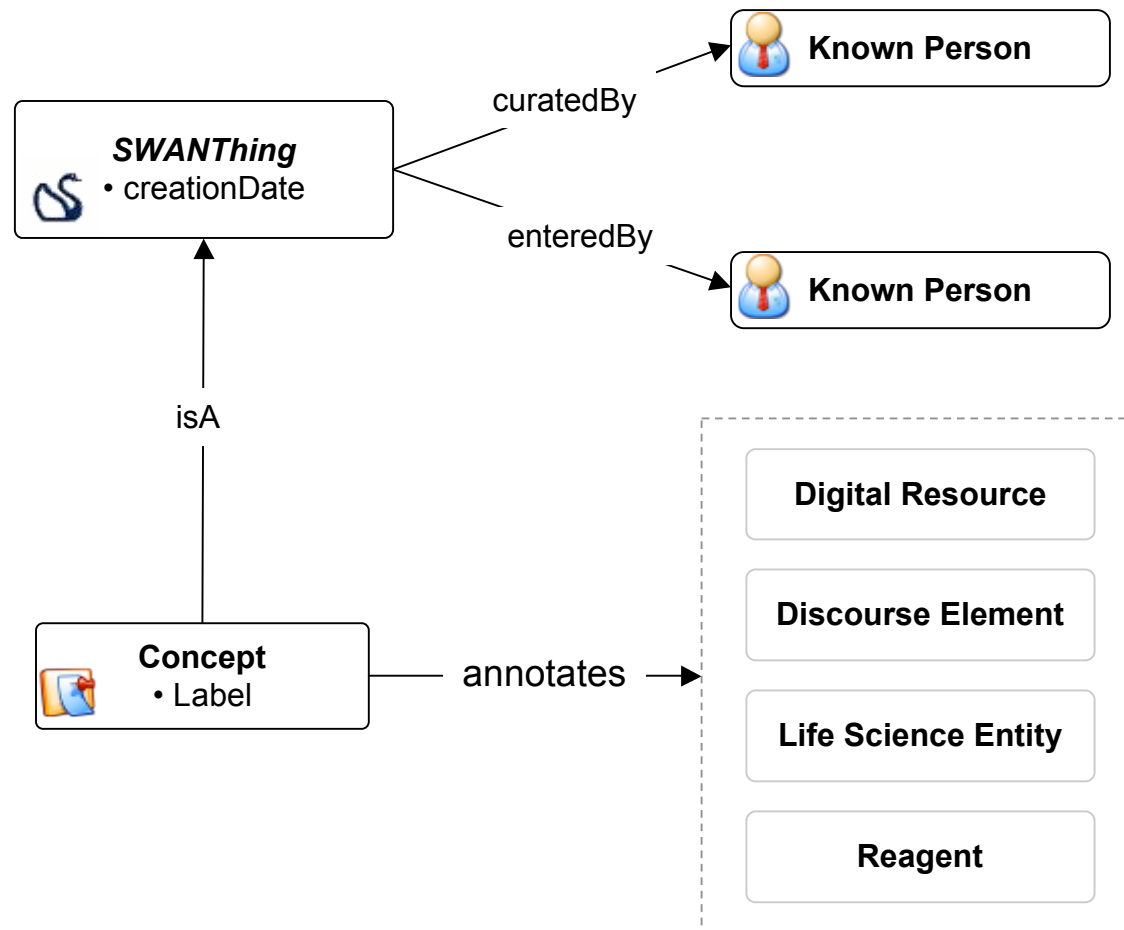 Known Person
curatedBy
SWANThing
• creationDate
enteredBy
Known Person
isA
Digital Resource
Discourse Element
Concept
• Label
annotates
Life Science Entity
Reagent